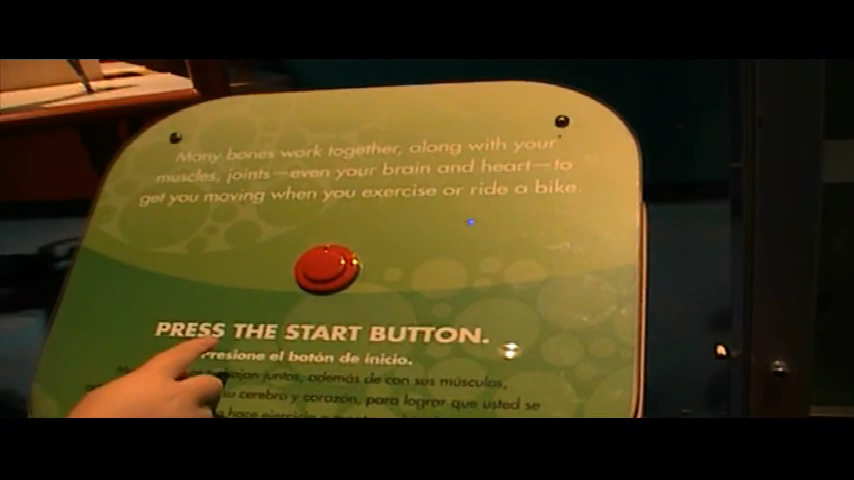 Many bones work together, along with your
muscles, joints—even your brain and heart—to
get you moving when you exercise or ride a bike.
PRESS THE START BUTTON.
Presione el botón de inicio.
juntos, además de con sus músculos,
su cerebro y corazón, para lograr que usted se
hace ejercicio